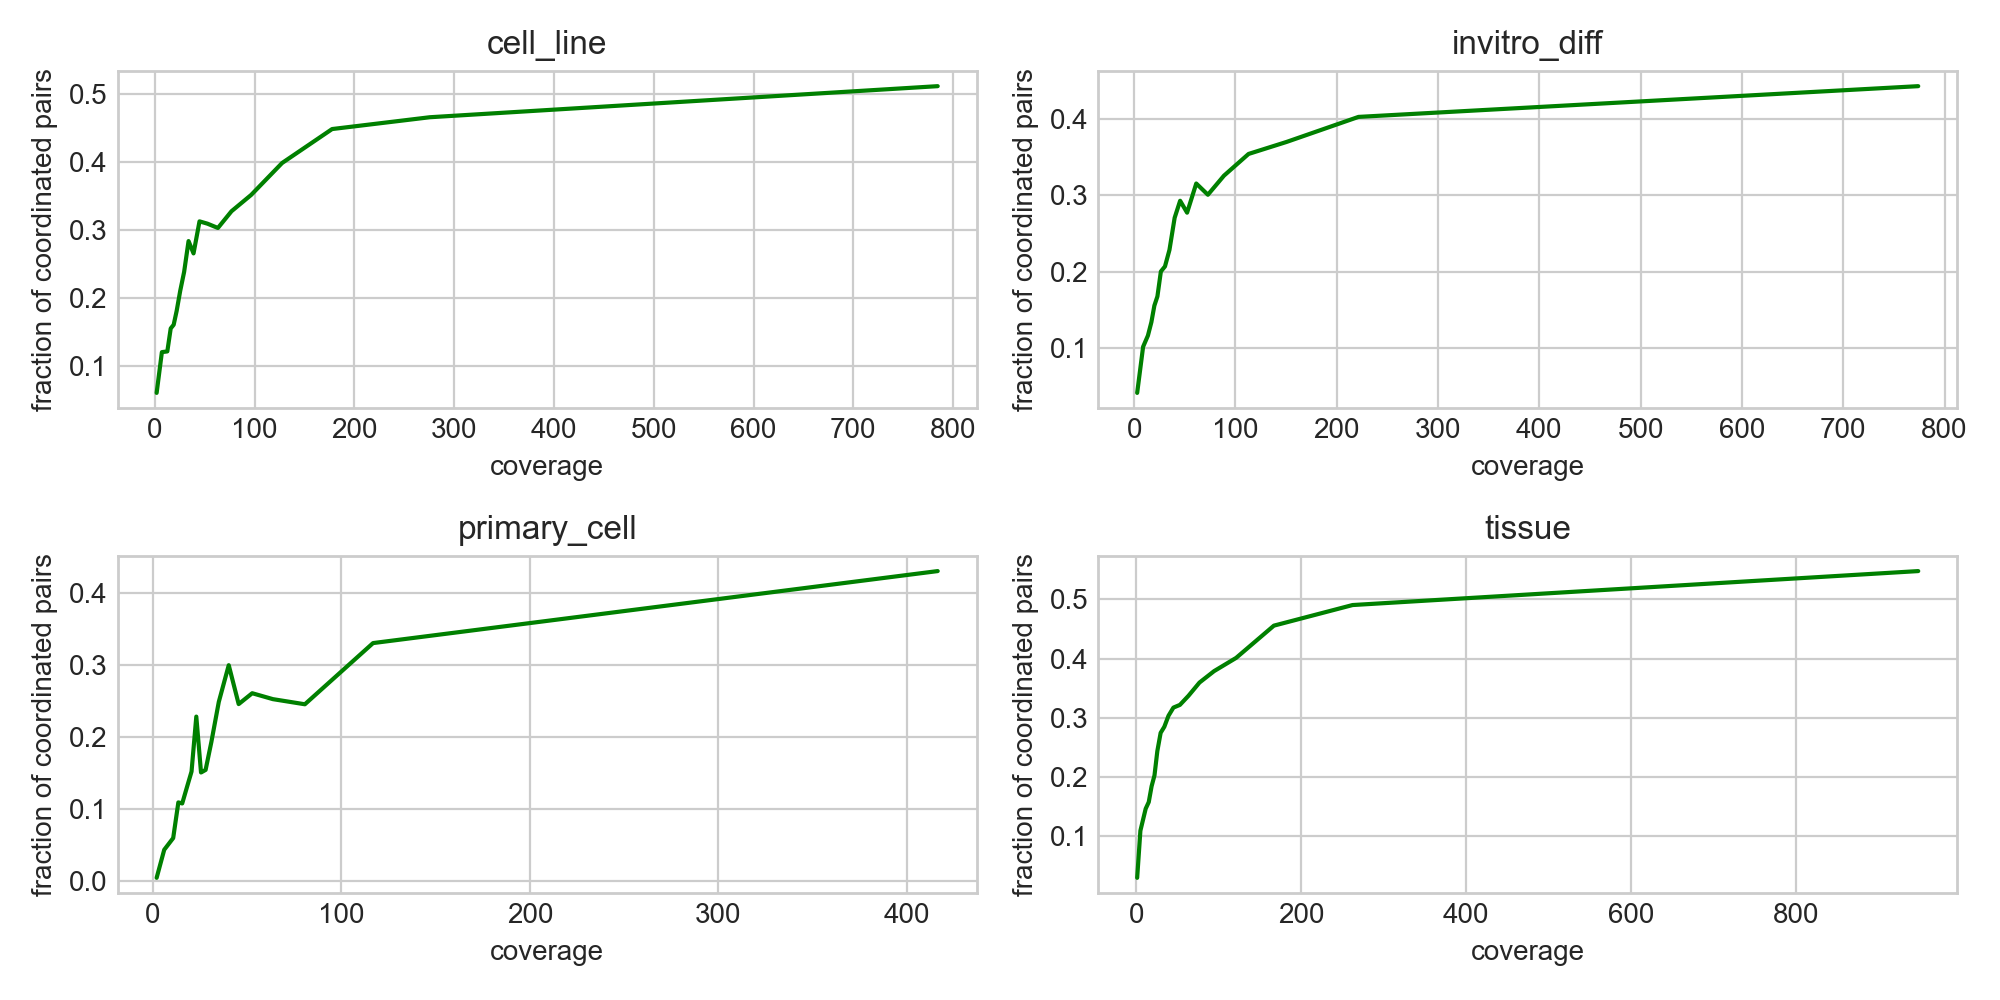 cell_line
fraction of coordinated pairs
0.5
0.4
0.3
0.2
0.1
0 100 200 300 400 500 600 700 800
coverage
invitro_diff
fraction of coordinated pairs
0.4
0.3
0.2
0.1
0 100 200 300 400 500 600 700 800
coverage
primary_cell
fraction of coordinated pairs
0.4
0.3
0.2
0.1
0.0
0 100 200 300 400
coverage
tissue
fraction of coordinated pairs
0.5
0.4
0.3
0.2
0.1
0 200 400 600 800
coverage